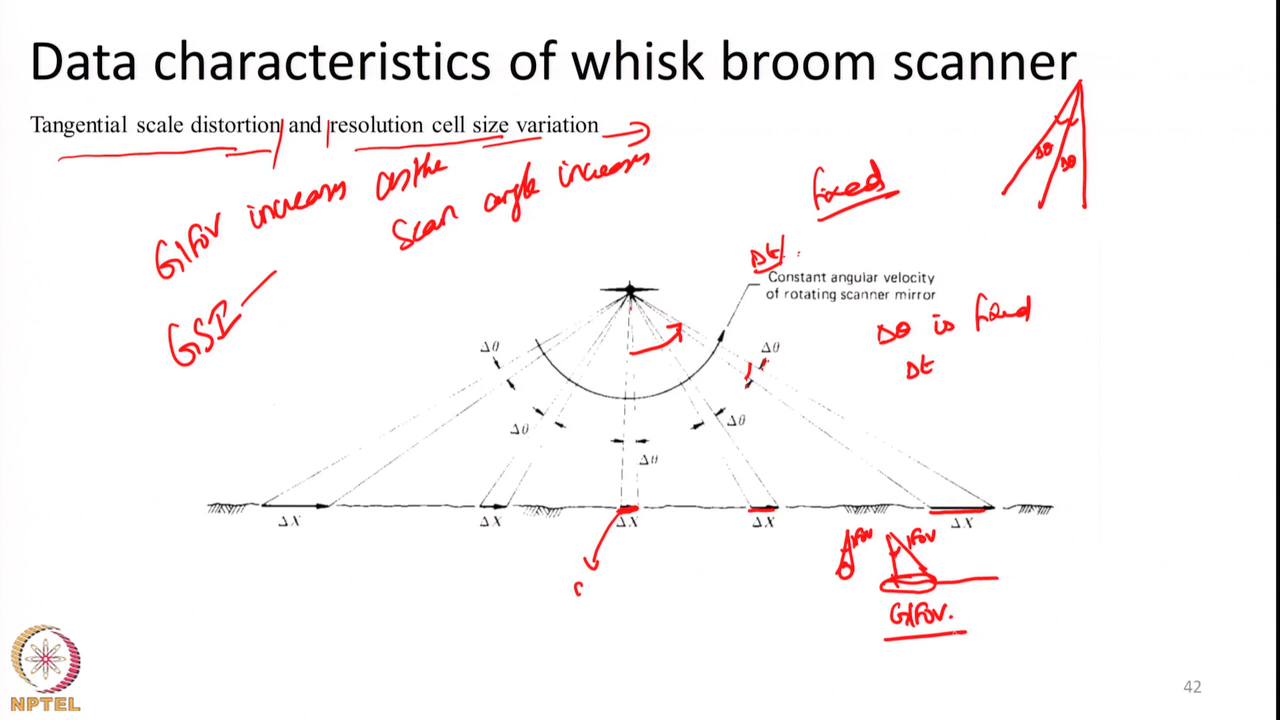 Data characteristics of whisk broom scanner
Tangential scale distortion and resolution cell size variation
GIFOV increases as the
scan angle increases
GSI
fixed
Δθ
Δθ
Δt
Constant angular velocity
of rotating scanner mirror
Δθ is fixed
Δt
Δθ
Δθ
Δθ
Δθ
Δθ
ΔX
ΔX
ΔX
ΔX
ΔX
IFOV
IFOV
GIFOV.
NPTEL
42